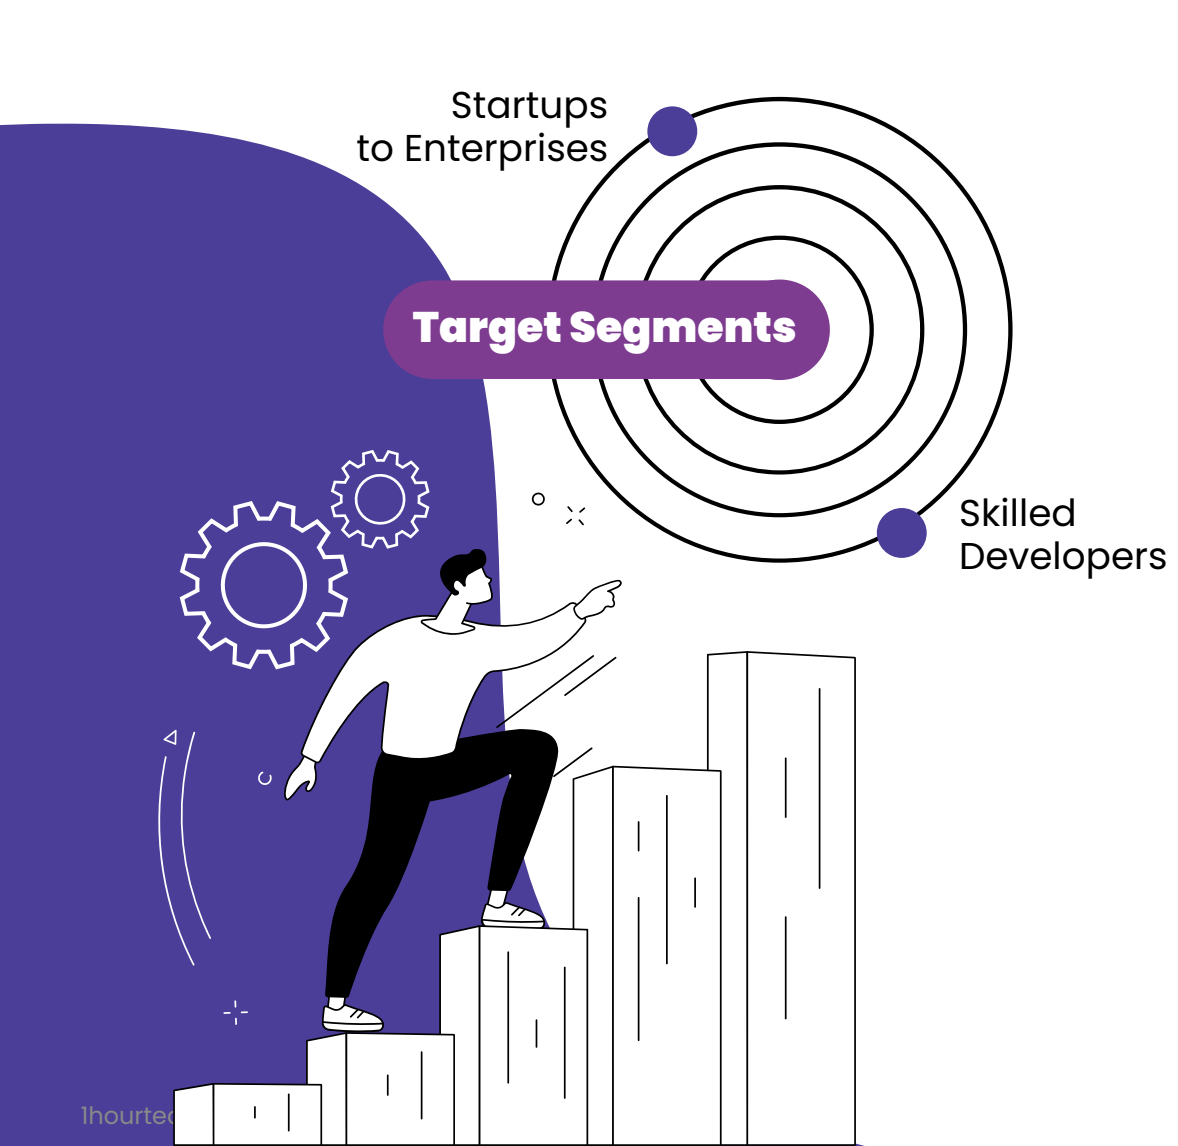 Startups
to Enterprises
Target Segments
Skilled
Developers